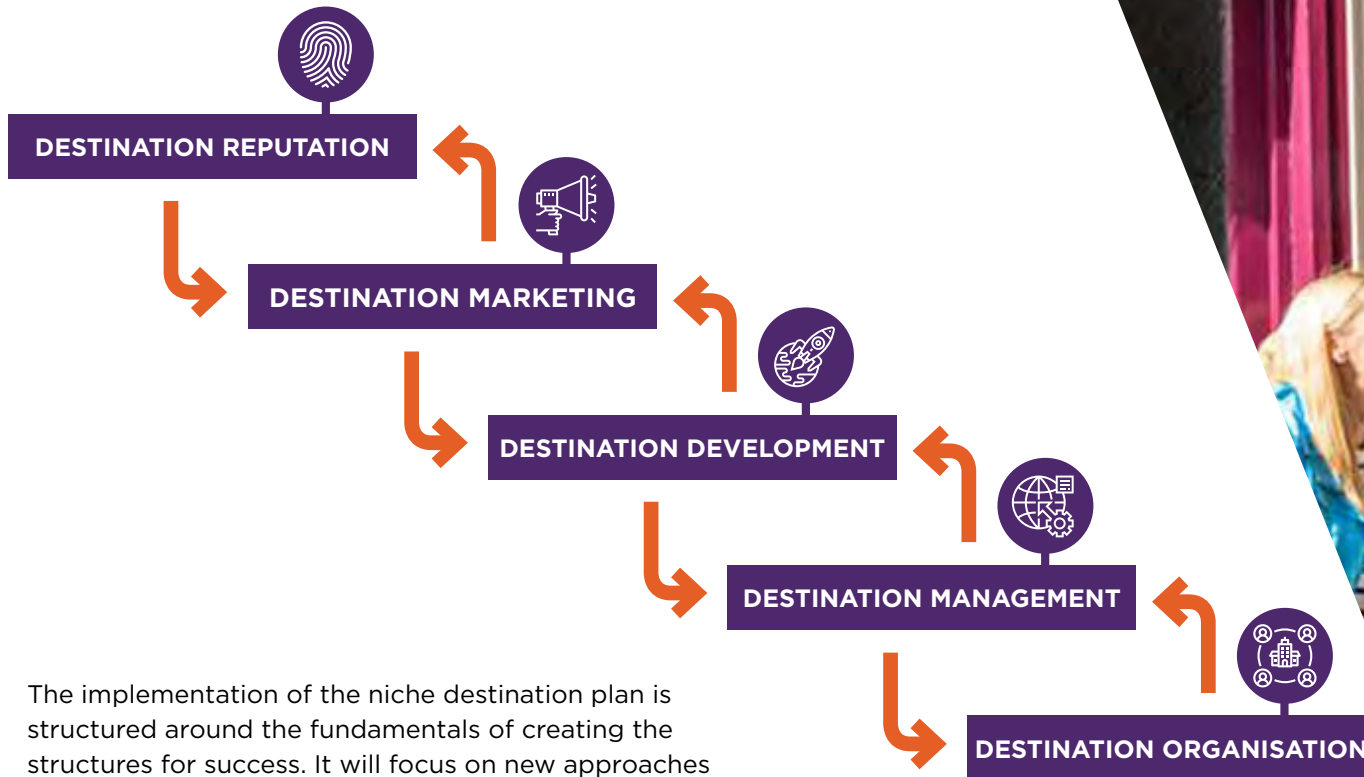 DESTINATION REPUTATION
DESTINATION MARKETING
DESTINATION DEVELOPMENT
DESTINATION MANAGEMENT
DESTINATION ORGANISATION
The implementation of the niche destination plan is
structured around the fundamentals of creating the
structures for success. It will focus on new approaches